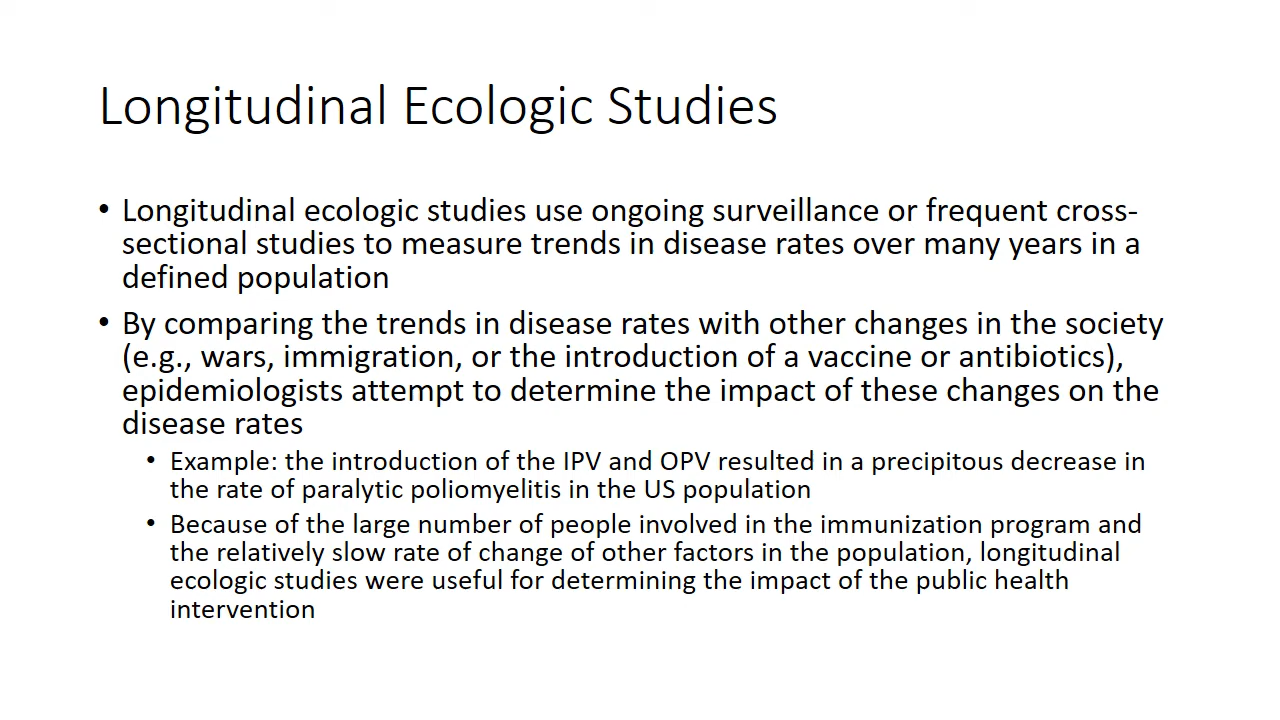 Longitudinal Ecologic Studies
• Longitudinal ecologic studies use ongoing surveillance or frequent cross-
sectional studies to measure trends in disease rates over many years in a
defined population
• By comparing the trends in disease rates with other changes in the society
(e.g., wars, immigration, or the introduction of a vaccine or antibiotics),
epidemiologists attempt to determine the impact of these changes on the
disease rates
• Example: the introduction of the IPV and OPV resulted in a precipitous decrease in
the rate of paralytic poliomyelitis in the US population
• Because of the large number of people involved in the immunization program and
the relatively slow rate of change of other factors in the population, longitudinal
ecologic studies were useful for determining the impact of the public health
intervention